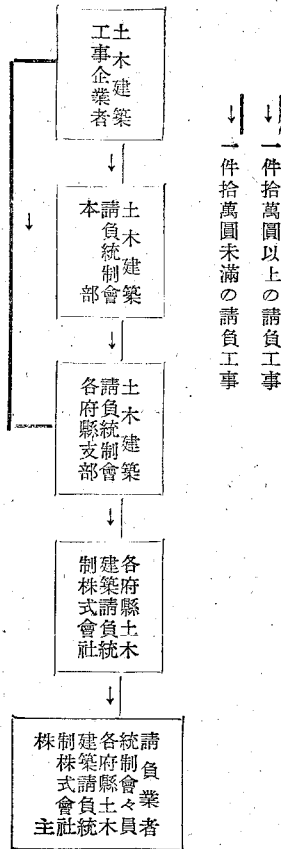 一件拾萬圓以上の請負工事
一件拾萬圓未滿の請負工事
土木建築
工事企業者
土木建築
請負統制會
本部
土木建築
請負統制會
各府縣支部
各府縣土木
建築請負統
制株式會社
請負業者
統制會々員
各府縣土木
建築請負統
制株式會社
株主